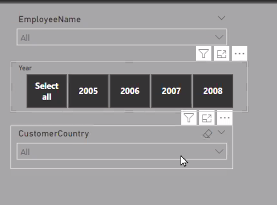 EmployeeName
All
Year
Select all 2005 2006 2007 2008
CustomerCountry
All